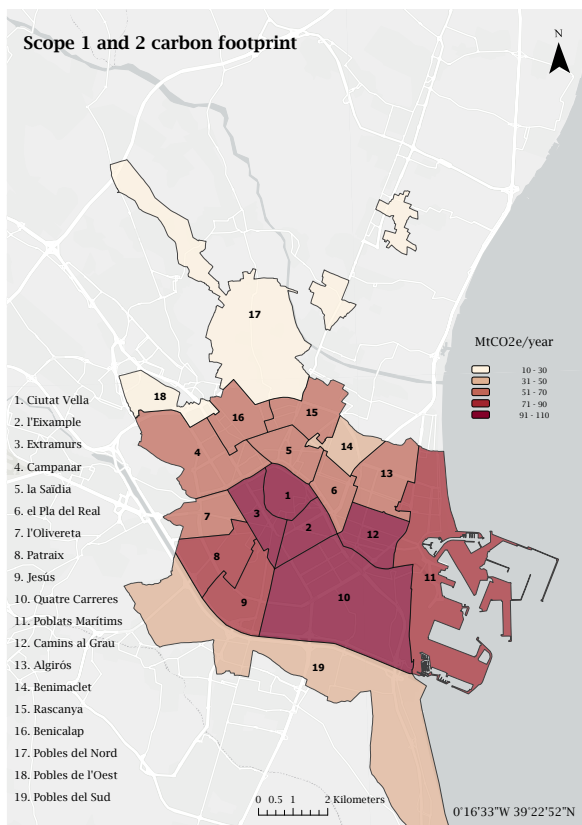 Scope 1 and 2 carbon footprint
N
17
18
16
15
14
4
5
13
6
7
3
1
2
12
8
11
9
10
19
MtCO2e/year
10 - 30
31 - 50
51 - 70
71 - 90
91 - 110
1. Ciutat Vella
2. l'Eixample
3. Extramurs
4. Campanar
5. la Saïdia
6. el Pla del Real
7. l'Olivereta
8. Patraix
9. Jesús
10. Quatre Carreres
11. Poblats Marítims
12. Camins al Grau
13. Algirós
14. Benimaclet
15. Rascanya
16. Benicalap
17. Pobles del Nord
18. Pobles de l'Oest
19. Pobles del Sud
0 0.5 1 2 Kilometers
0°16'33"W 39°22'52"N